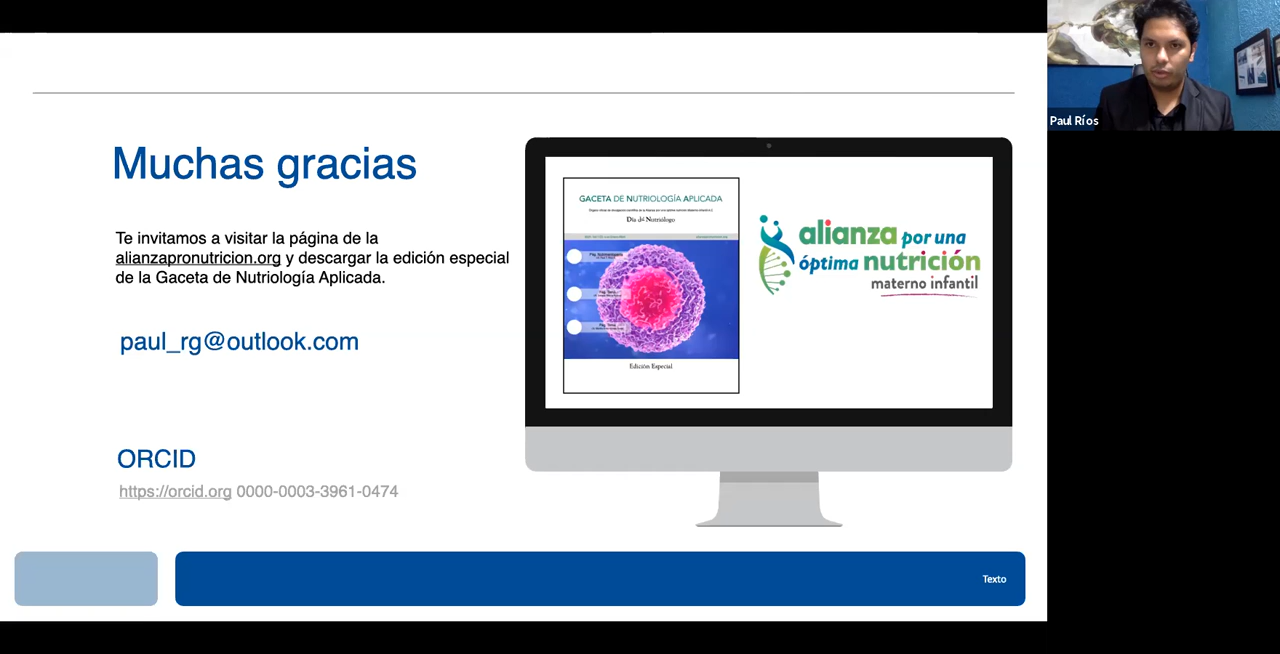 Paul Ríos
Muchas gracias
Te invitamos a visitar la página de la
alianzapronutricion.org y descargar la edición especial
de la Gaceta de Nutriología Aplicada.
paul_rg@outlook.com
ORCID
https://orcid.org 0000-0003-3961-0474
GACETA DE NUTRIOLOGÍA APLICADA
Día del Nutriólogo
Edición Especial
alianza por una
óptima nutrición
materno infantil
Texto